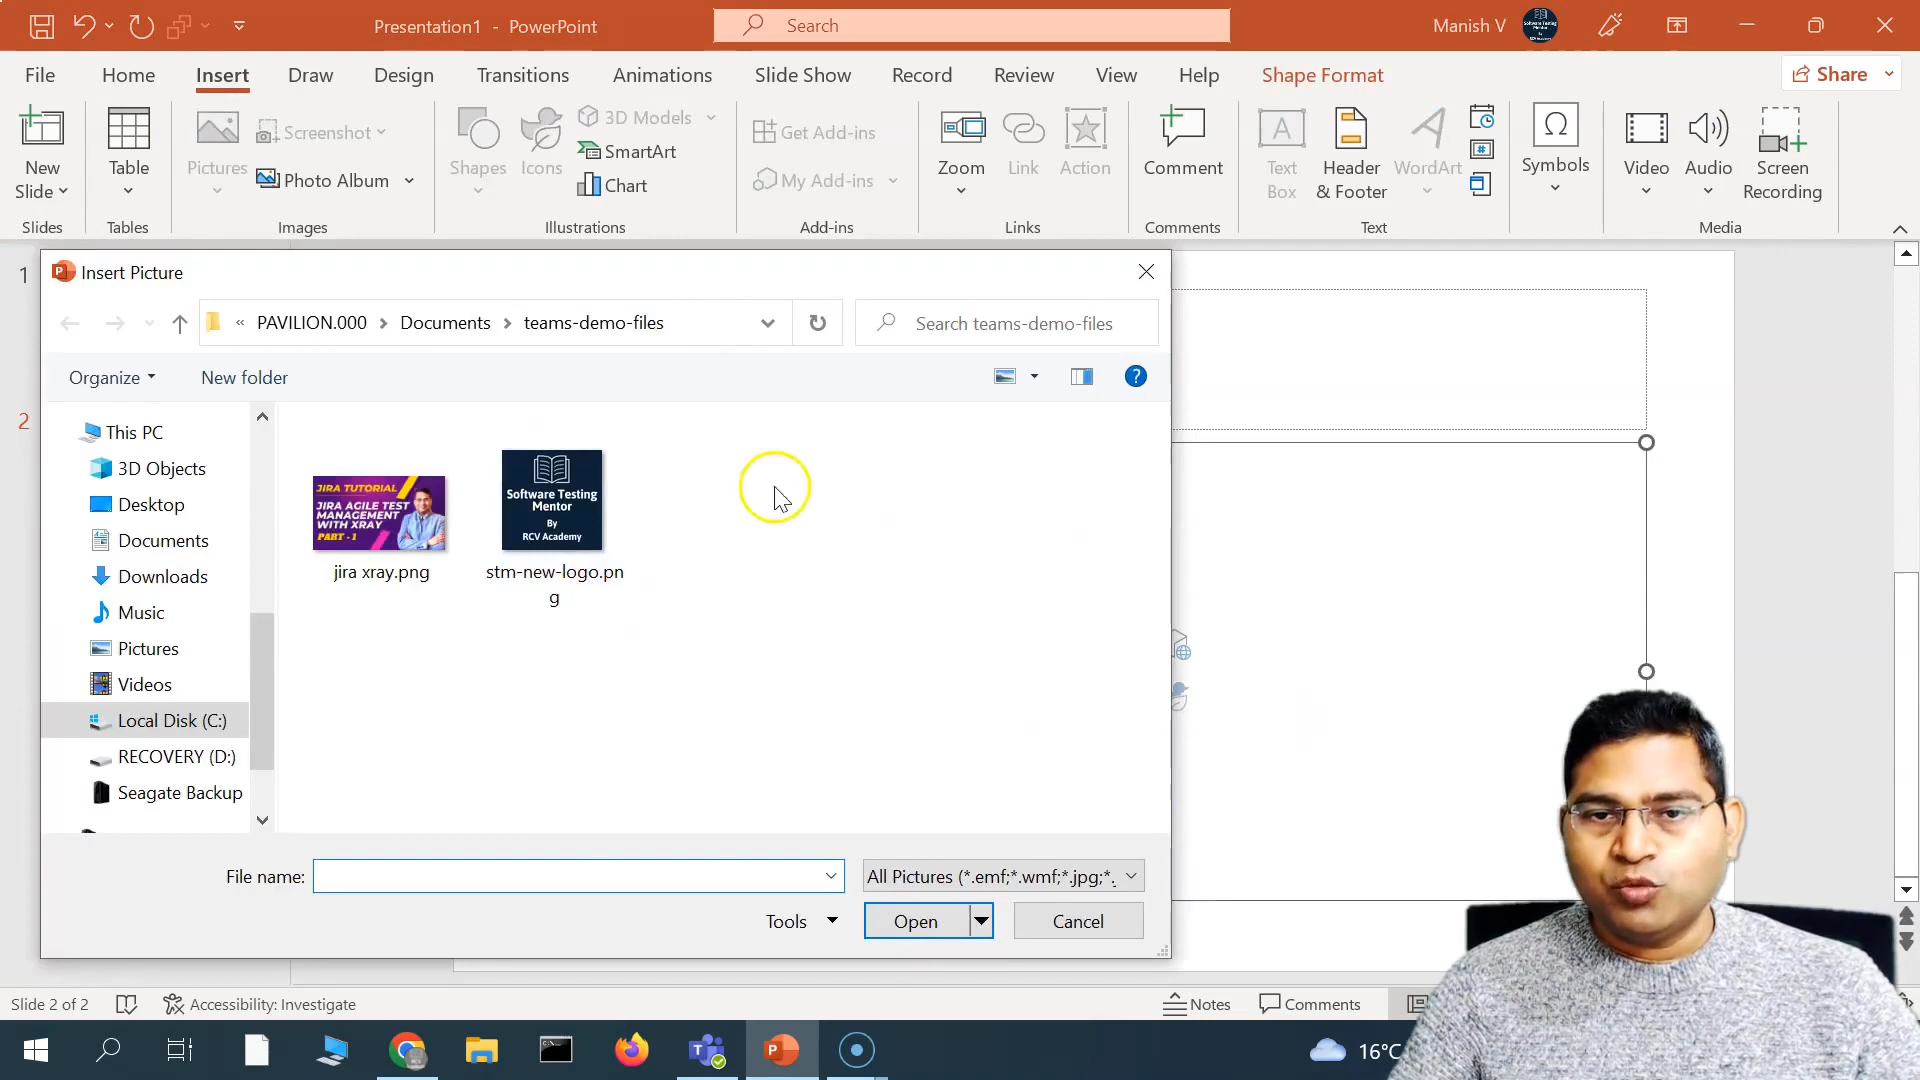 Presentation1 - PowerPoint
Search
Manish V
File Home Insert Draw Design Transitions Animations Slide Show Record Review View Help Shape Format
Share
New Slide
Table
Pictures
Screenshot
Photo Album
Shapes
Icons
3D Models
SmartArt
Chart
Get Add-ins
My Add-ins
Zoom
Link
Action
Comment
Text Box
Header & Footer
WordArt
Symbols
Video
Audio
Screen Recording
Slides Tables Images Illustrations Add-ins Links Comments Text Media
1
2
Insert Picture
« PAVILION.000 > Documents > teams-demo-files
Search teams-demo-files
Organize
New folder
This PC
3D Objects
Desktop
Documents
Downloads
Music
Pictures
Videos
Local Disk (C:)
RECOVERY (D:)
Seagate Backup
JIRA TUTORIAL
JIRA AGILE TEST
MANAGEMENT
WITH XRAY
PART - 1
jira xray.png
Software Testing
Mentor
By
RCV Academy
stm-new-logo.pn
g
File name:
All Pictures (*.emf;*.wmf;*.jpg;*.
Tools
Open
Cancel
Slide 2 of 2
Accessibility: Investigate
Notes
Comments
16°C